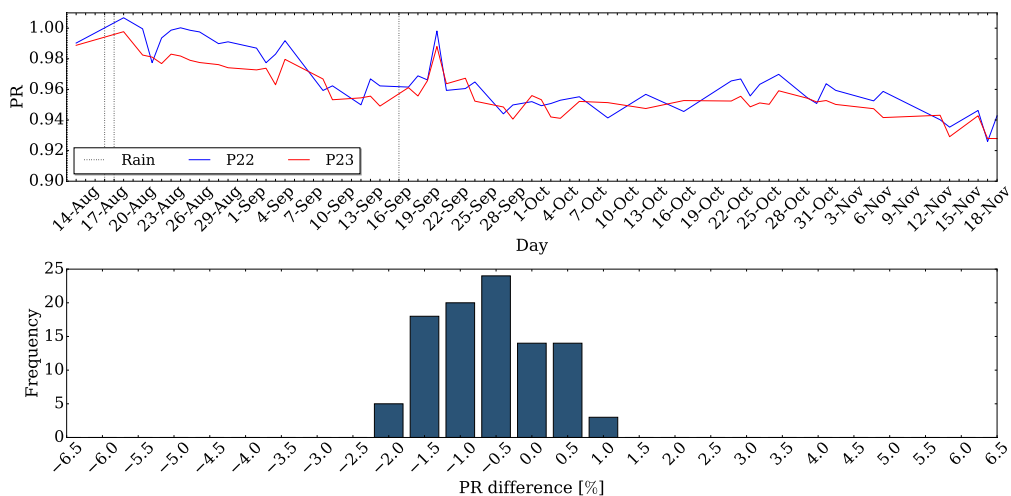 1.00
0.98
0.96
0.94
0.92
0.90
PR
Rain P22 P23
14-Aug 17-Aug 20-Aug 23-Aug 26-Aug 29-Aug 1-Sep 4-Sep 7-Sep 10-Sep 13-Sep 16-Sep 19-Sep 22-Sep 25-Sep 28-Sep 1-Oct 4-Oct 7-Oct 10-Oct 13-Oct 16-Oct 19-Oct 22-Oct 25-Oct 28-Oct 31-Oct 3-Nov 6-Nov 9-Nov 12-Nov 15-Nov 18-Nov
Day
25
20
15
10
5
0
Frequency
−6.5 −6.0 −5.5 −5.0 −4.5 −4.0 −3.5 −3.0 −2.5 −2.0 −1.5 −1.0 −0.5 0.0 0.5 1.0 1.5 2.0 2.5 3.0 3.5 4.0 4.5 5.0 5.5 6.0 6.5
PR difference [%]